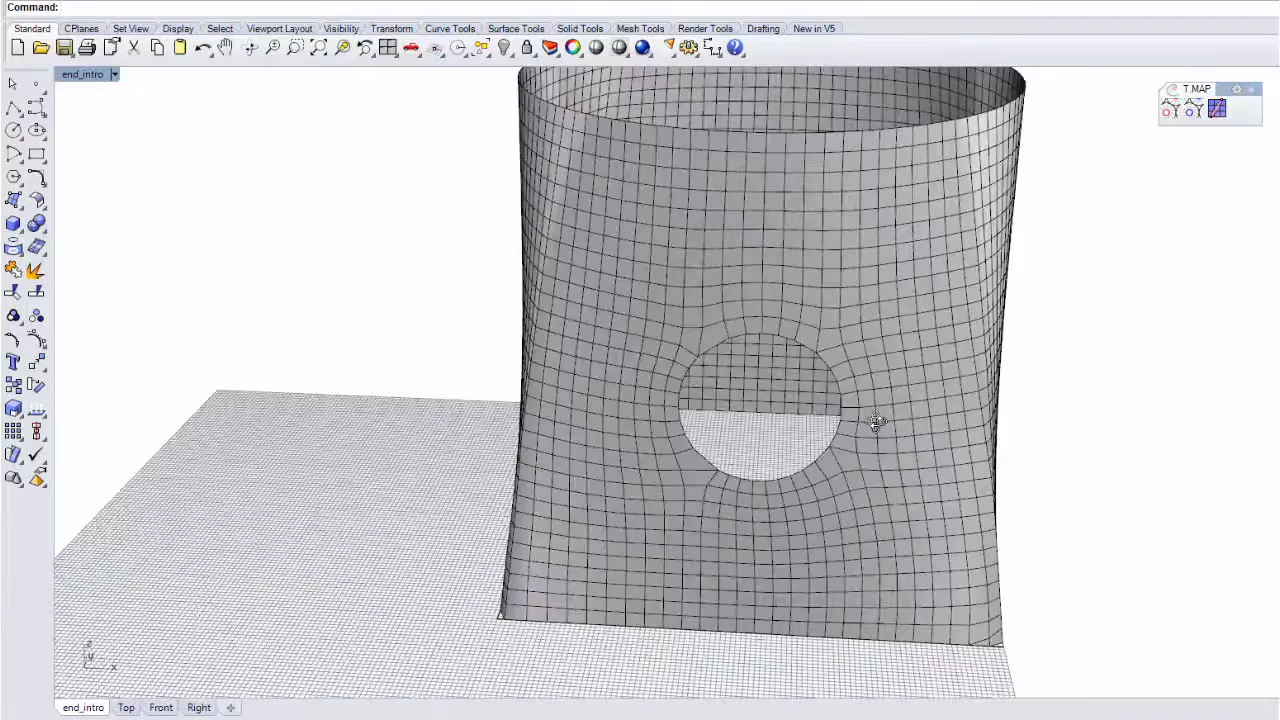 Command:
Standard CPlanes Set View Display Select Viewport Layout Visibility Transform Curve Tools Surface Tools Solid Tools Mesh Tools Render Tools Drafting New in V5
end_intro
T.MAP
z
y
x
end_intro Top Front Right